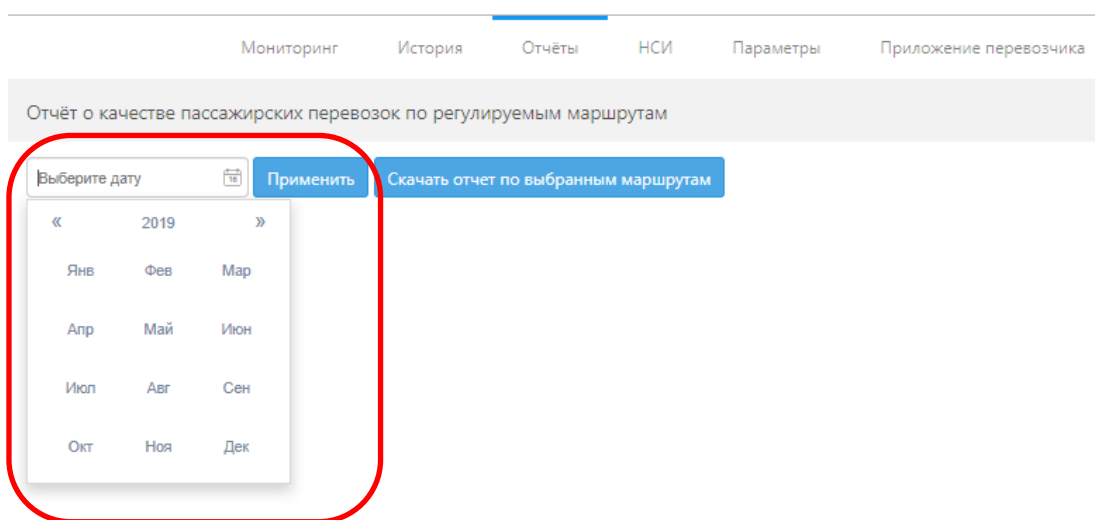 Мониторинг История Отчёты НСИ Параметры Приложение перевозчика
Отчёт о качестве пассажирских перевозок по регулируемым маршрутам
Выберите дату 16 Применить Скачать отчет по выбранным маршрутам
« 2019 »
Янв Фев Мар
Апр Май Июн
Июл Авг Сен
Окт Ноя Дек